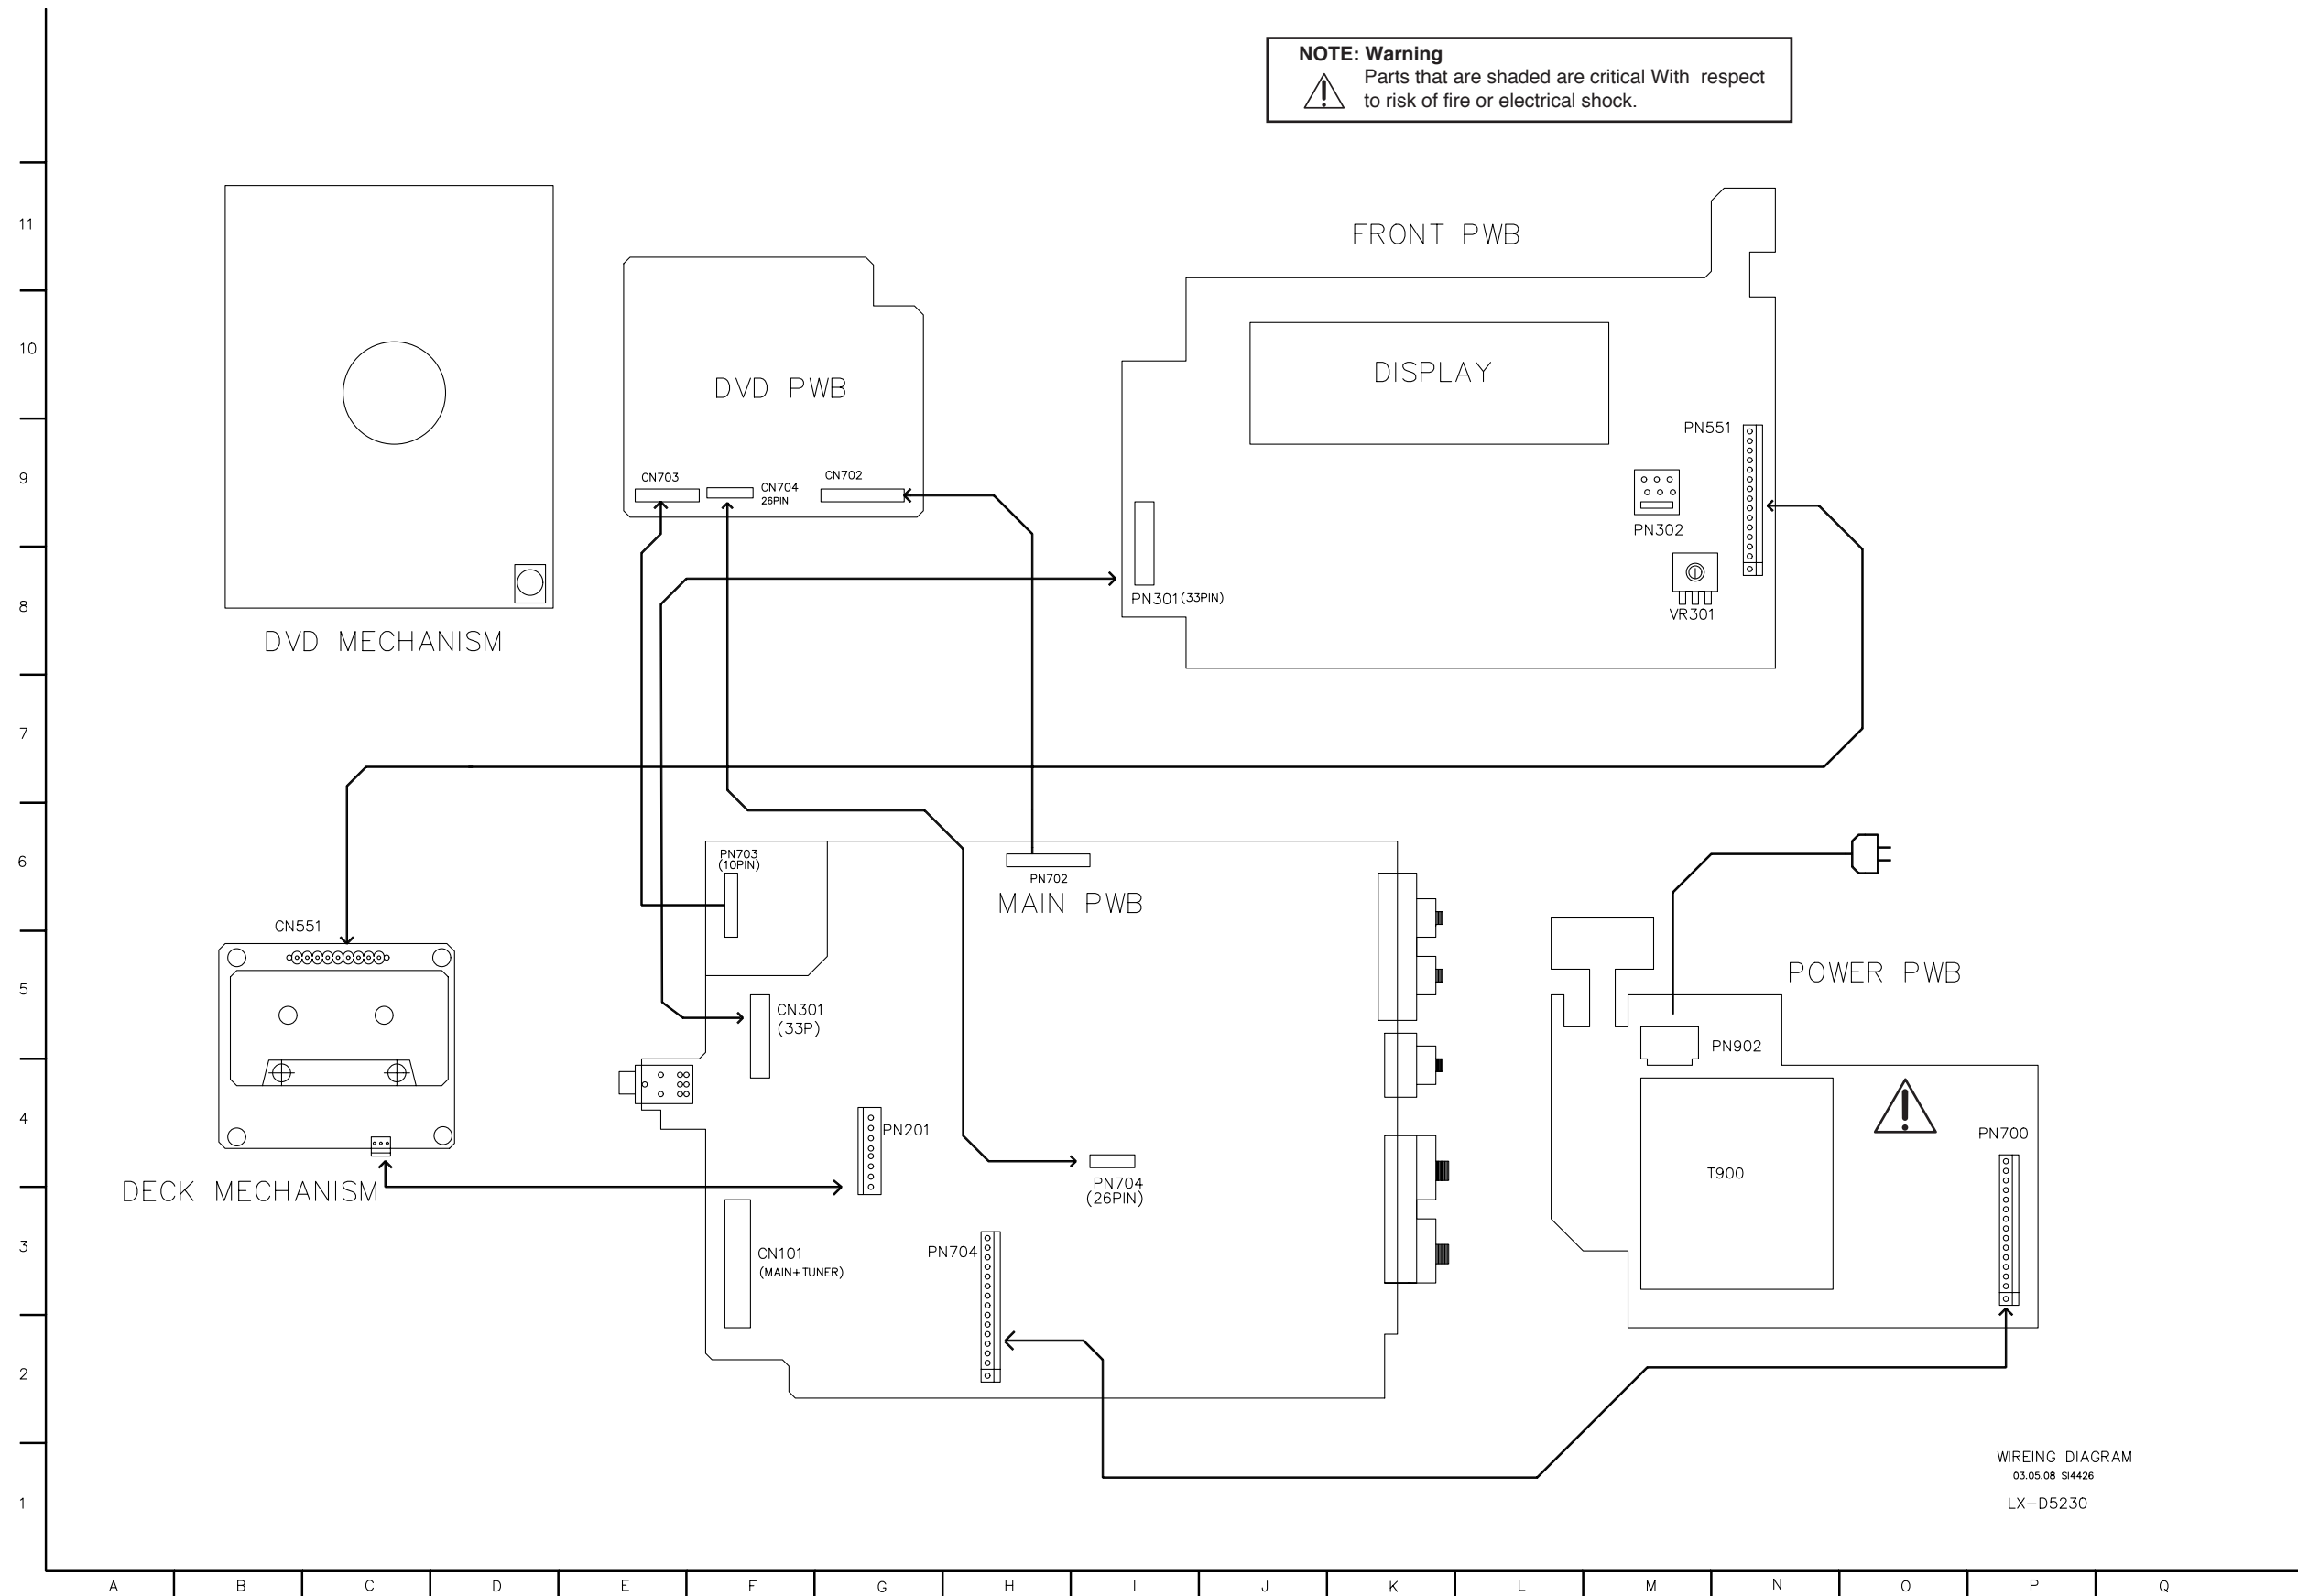 NOTE: Warning
Parts that are shaded are critical With respect
to risk of fire or electrical shock.
11
FRONT PWB
10
DISPLAY
DVD PWB
PN551
9
CN703
CN704
26PIN
CN702
PN302
8
PN301(33PIN)
VR301
DVD MECHANISM
7
6
PN703
(10PIN)
PN702
MAIN PWB
CN551
5
POWER PWB
CN301
(33P)
PN902
4
PN201
PN700
T900
DECK MECHANISM
PN704
(26PIN)
3
CN101
(MAIN+TUNER)
PN704
2
WIREING DIAGRAM
03.05.08 SI4426
LX-D5230
1
A B C D E F G H I J K L M N O P Q